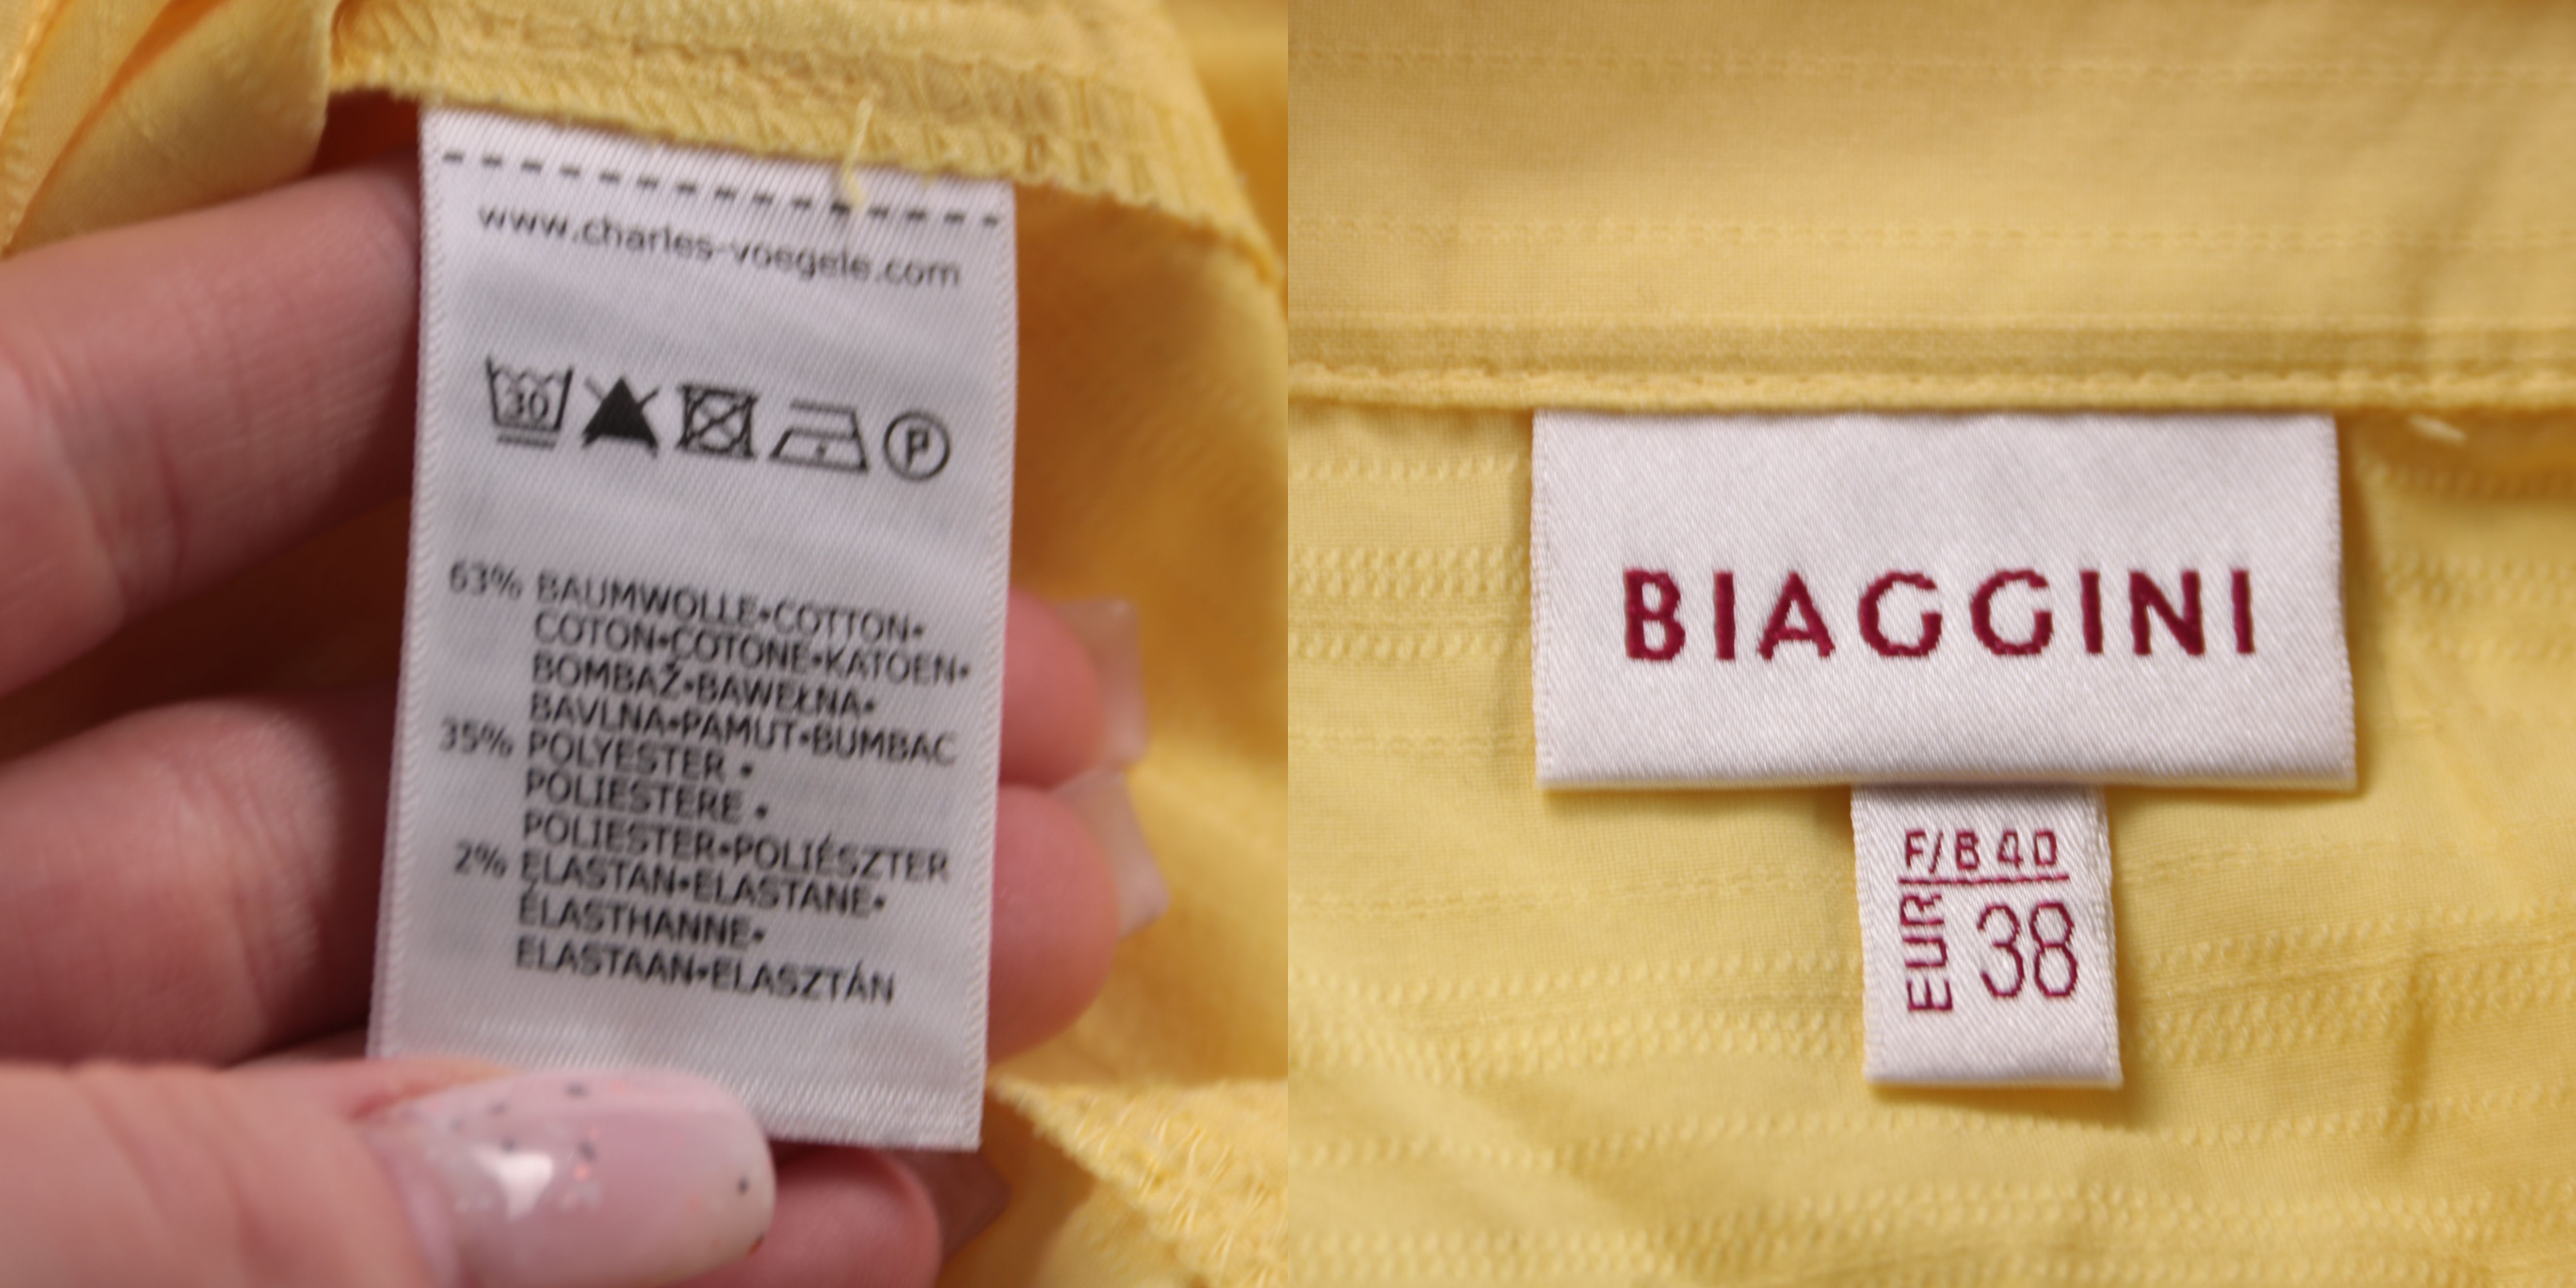 www.charles-voegele.com
30 P
63% BAUMWOLLE•COTTON•
COTON•COTONE•KATOEN•
BOMBAŽ•BAWEŁNA•
BAVLNA•PAMUT•BUMBAC
35% POLYESTER •
POLIESTERE •
POLIESTER•POLIÉSZTER
2% ELASTAN•ELASTANE•
ÉLASTHANNE•
ELASTAAN•ELASZTÁN
BIAGGINI
F/B 40
EUR 38